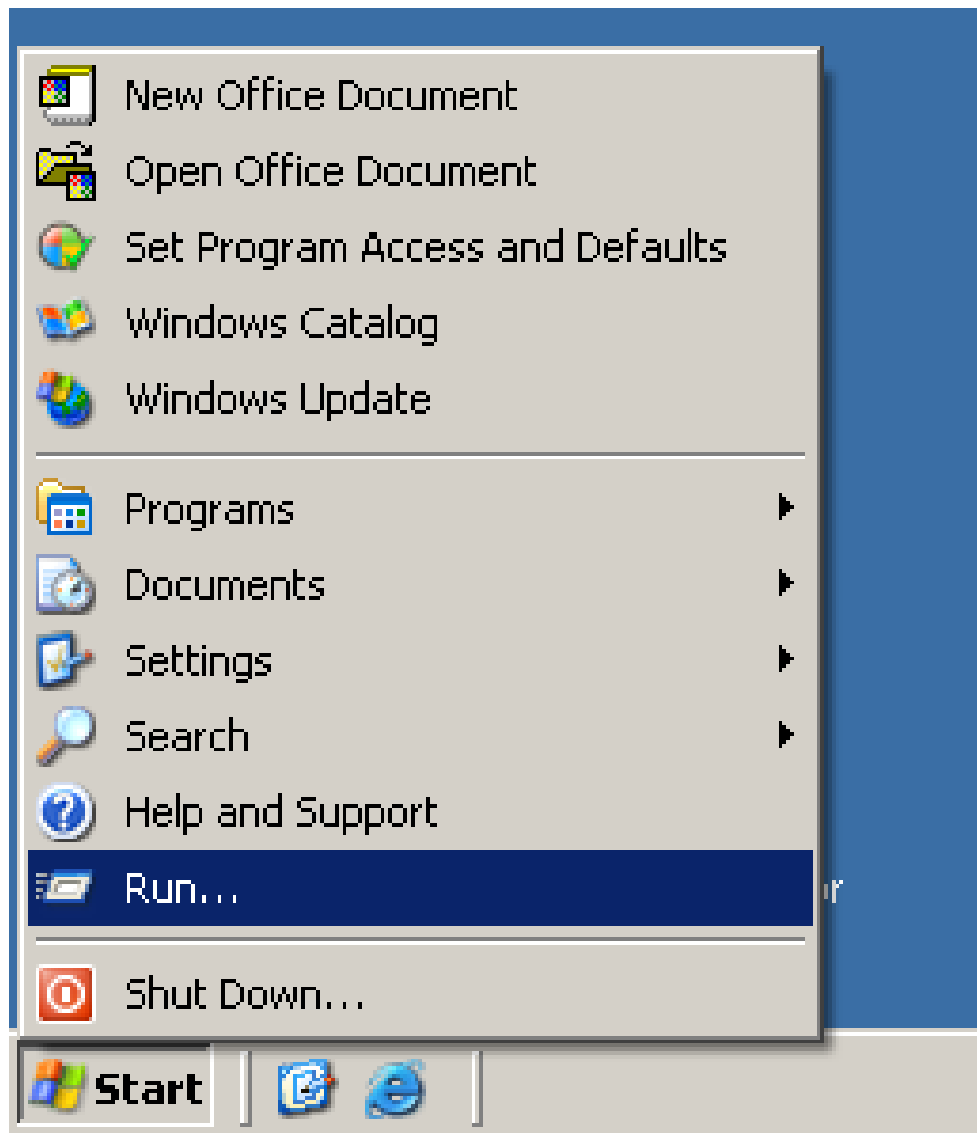 New Office Document
Open Office Document
Set Program Access and Defaults
Windows Catalog
Windows Update
Programs
Documents
Settings
Search
Help and Support
Run...
Shut Down...
Start